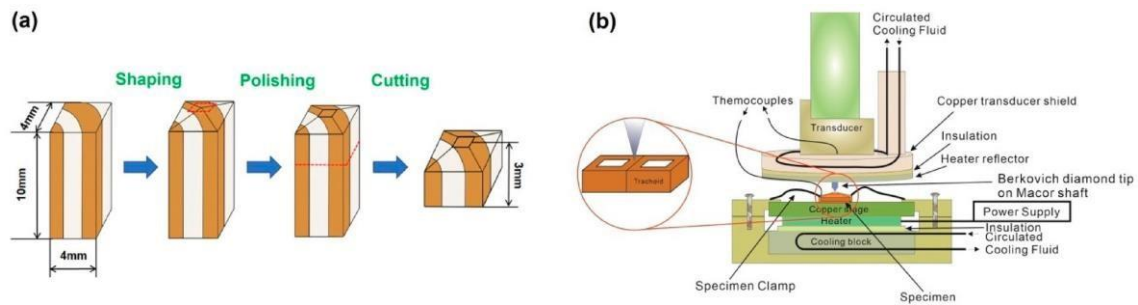 (a)
Shaping
Polishing
Cutting
4mm
10mm
4mm
3mm
(b)
Circulated
Cooling Fluid
Themocouples
Transducer
Copper transducer shield
Insulation
Heater reflector
Berkovich diamond tip
on Macor shaft
Tracheid
Copper stage
Heater
Power Supply
Insulation
Cooling block
Circulated
Cooling Fluid
Specimen Clamp
Specimen